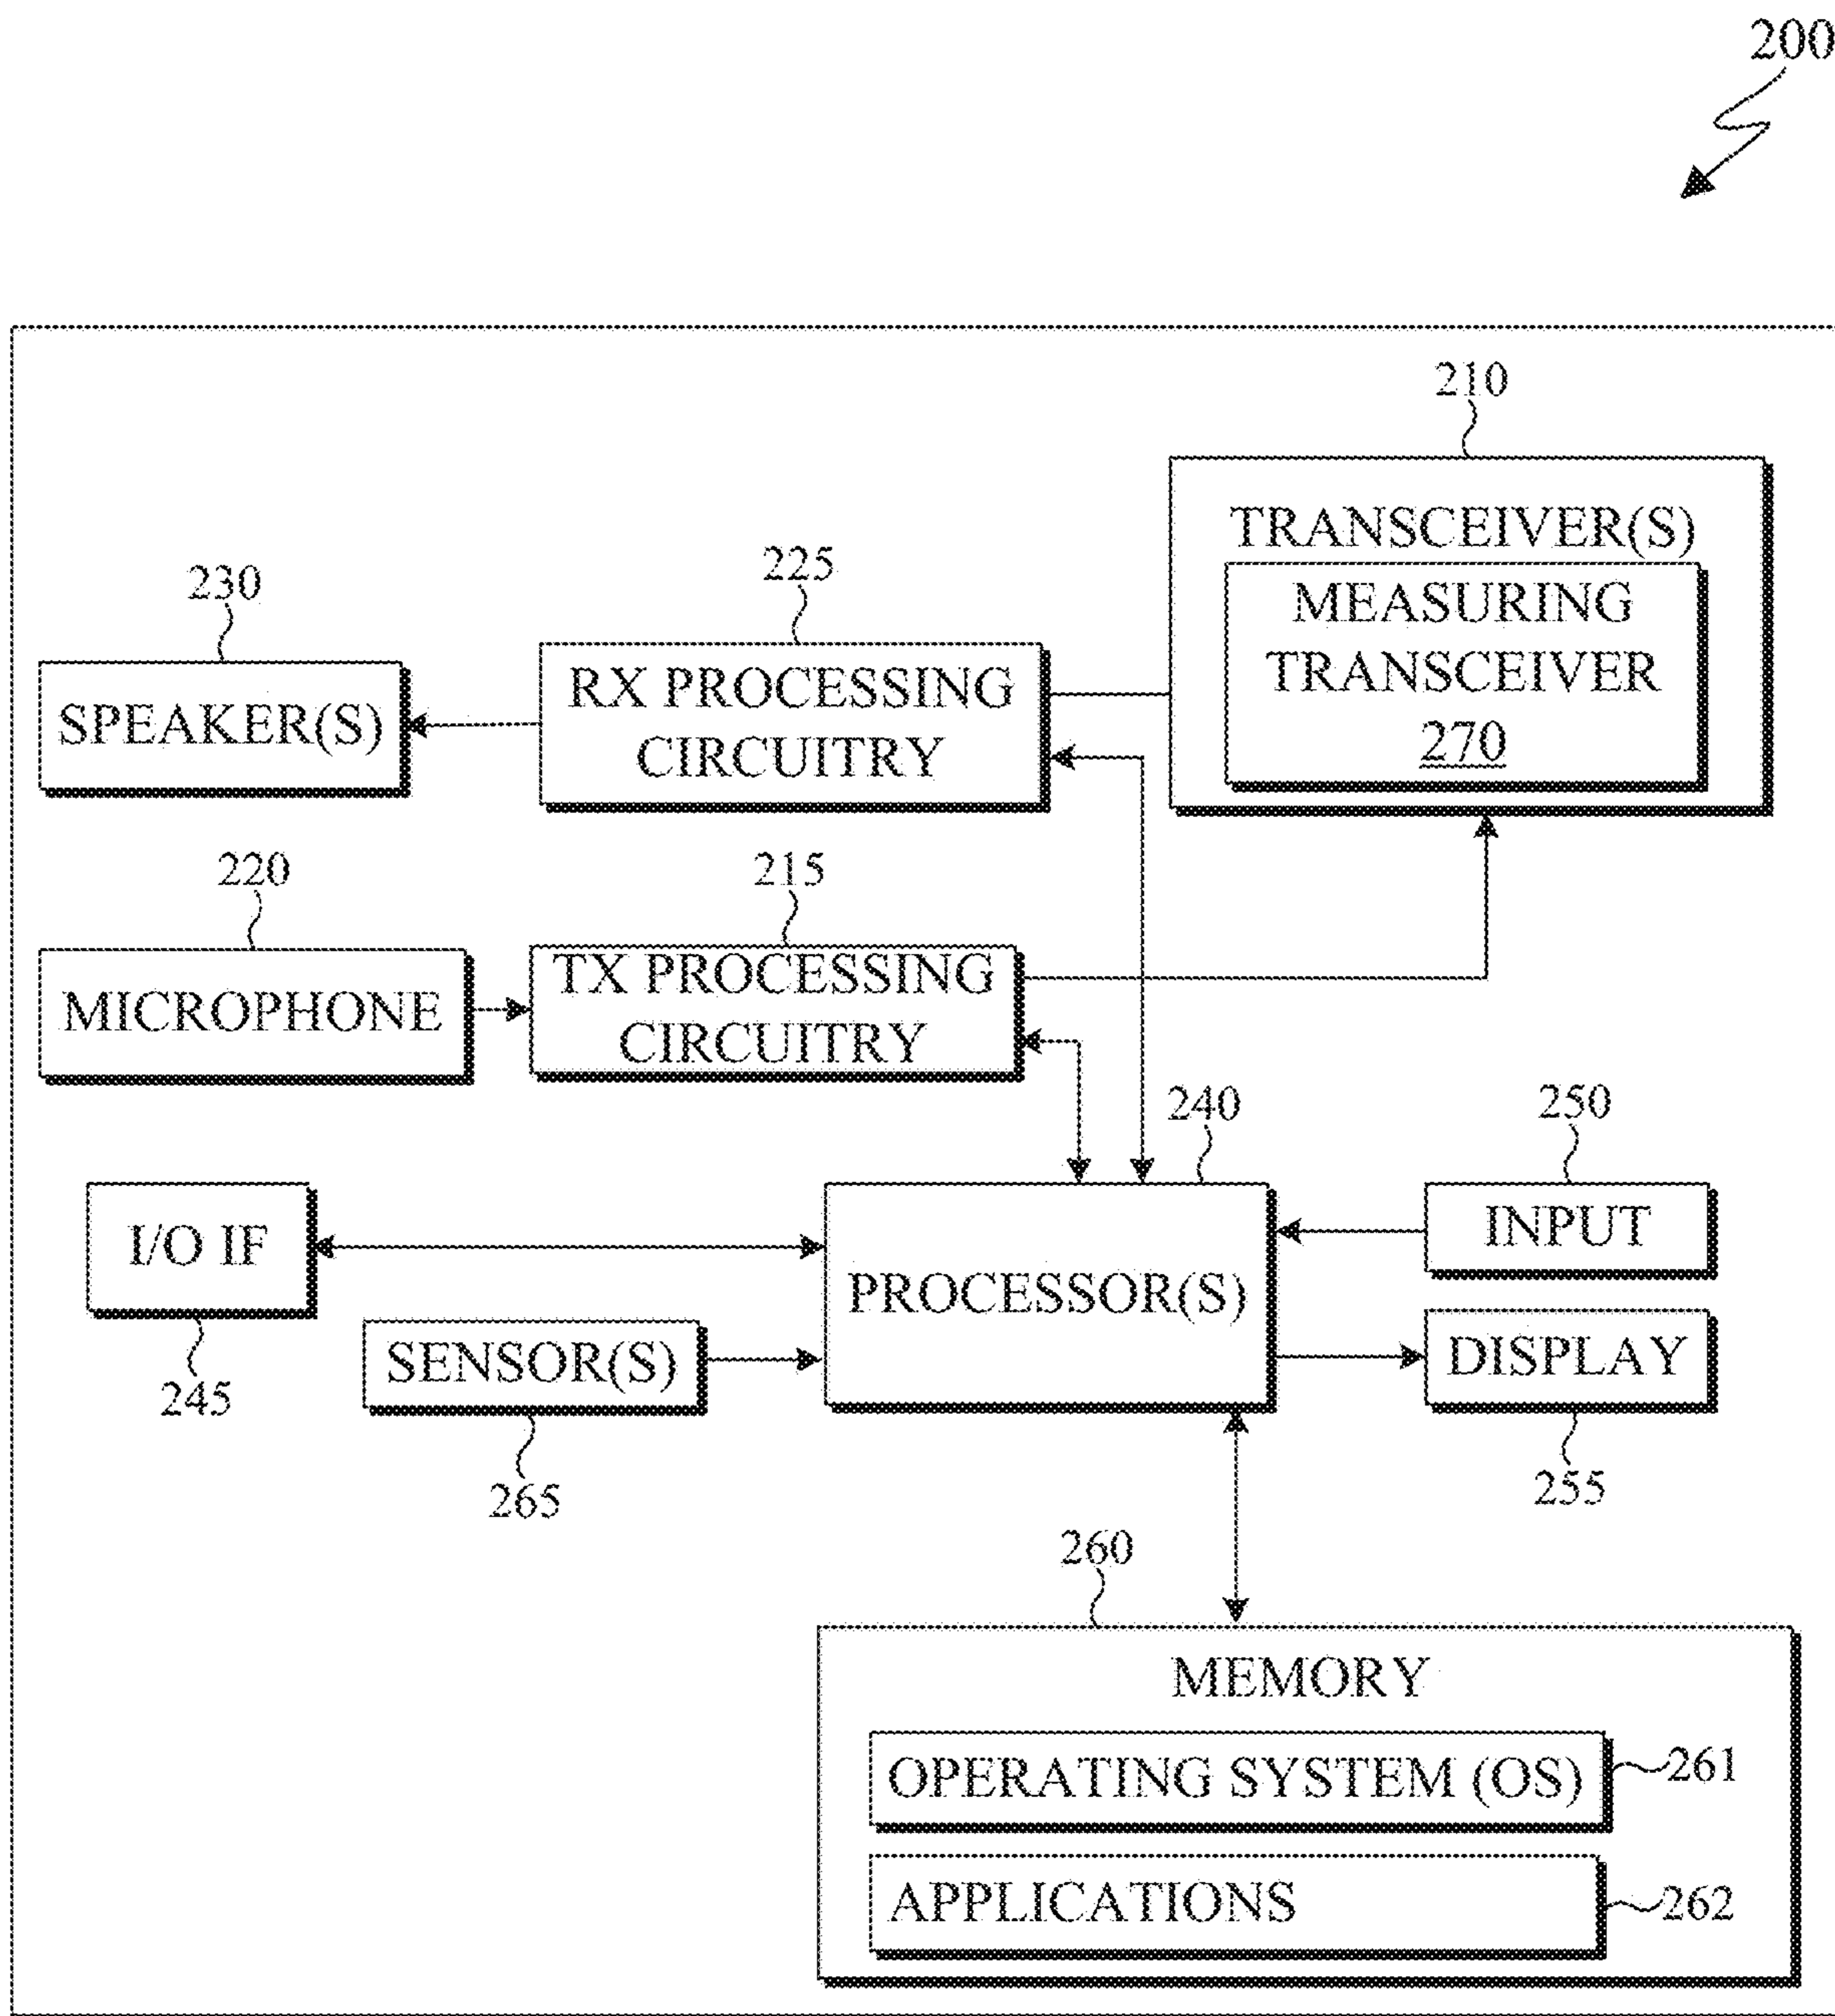 200
210
TRANSCEIVER(S)
MEASURING
TRANSCEIVER
270
225
RX PROCESSING
CIRCUITRY
230
SPEAKER(S)
220
MICROPHONE
215
TX PROCESSING
CIRCUITRY
240
PROCESSOR(S)
250
INPUT
I/O IF
245
SENSOR(S)
265
DISPLAY
255
260
MEMORY
OPERATING SYSTEM (OS)
261
APPLICATIONS
262